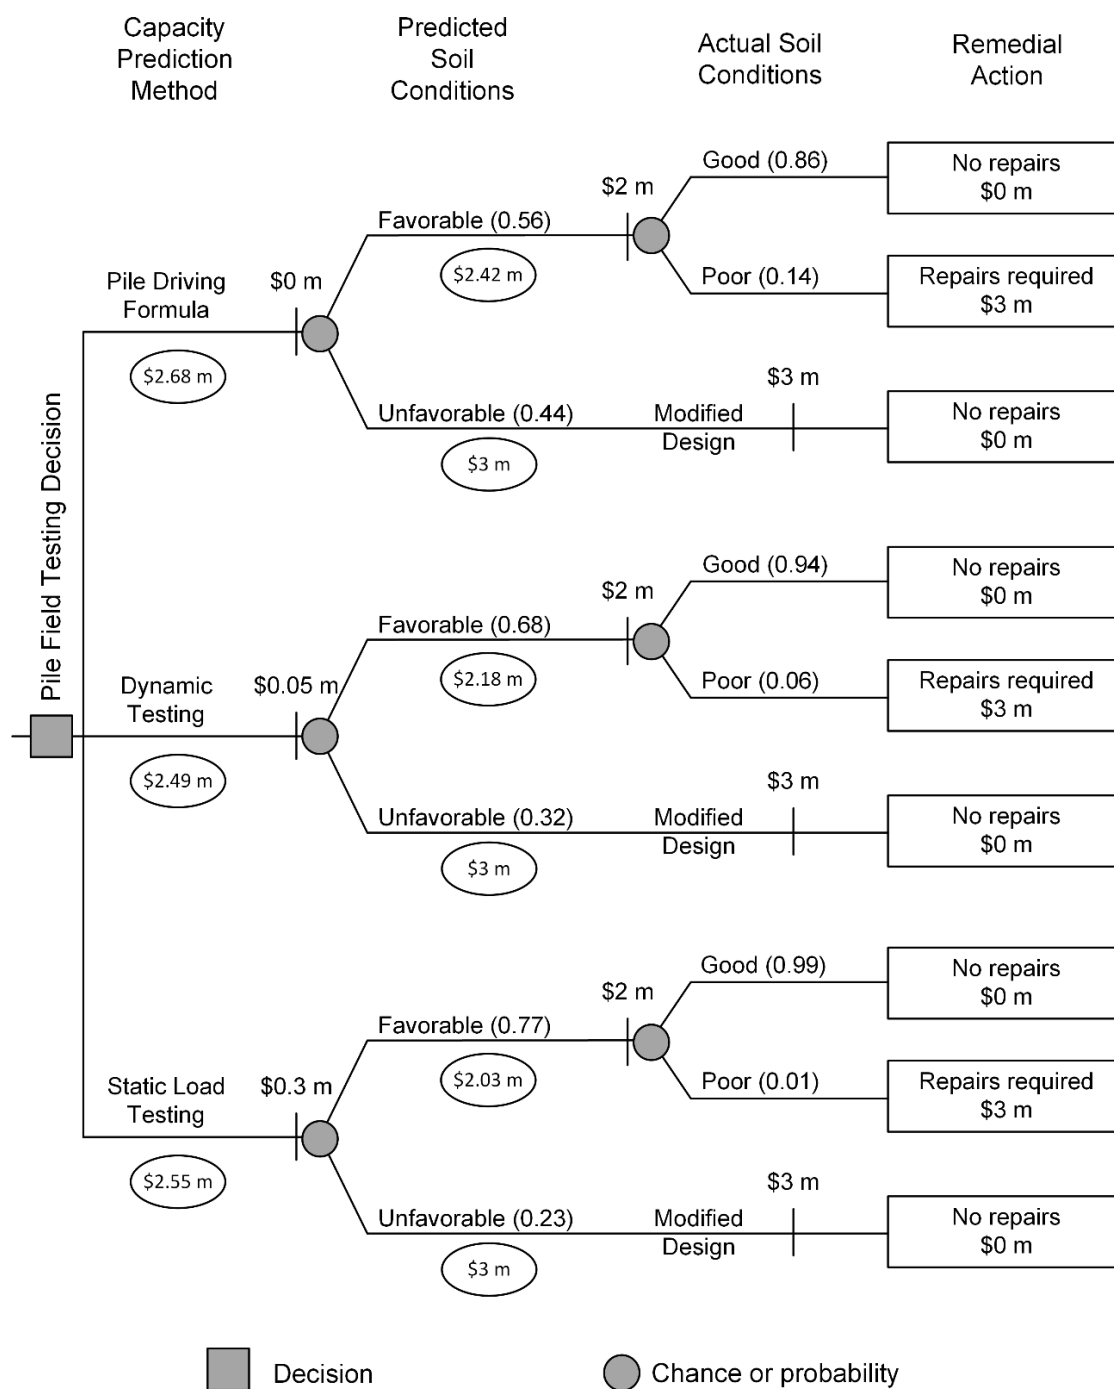 Capacity
Prediction
Method
Predicted
Soil
Conditions
Actual Soil
Conditions
Remedial
Action
Pile Field Testing Decision
Pile Driving
Formula
$2.68 m
$0 m
Favorable (0.56)
$2.42 m
$2 m
Good (0.86)
No repairs
$0 m
Poor (0.14)
Repairs required
$3 m
Unfavorable (0.44)
$3 m
Modified
Design
$3 m
No repairs
$0 m
Dynamic
Testing
$2.49 m
$0.05 m
Favorable (0.68)
$2.18 m
$2 m
Good (0.94)
No repairs
$0 m
Poor (0.06)
Repairs required
$3 m
Unfavorable (0.32)
$3 m
Modified
Design
$3 m
No repairs
$0 m
Static Load
Testing
$2.55 m
$0.3 m
Favorable (0.77)
$2.03 m
$2 m
Good (0.99)
No repairs
$0 m
Poor (0.01)
Repairs required
$3 m
Unfavorable (0.23)
$3 m
Modified
Design
$3 m
No repairs
$0 m
Decision
Chance or probability